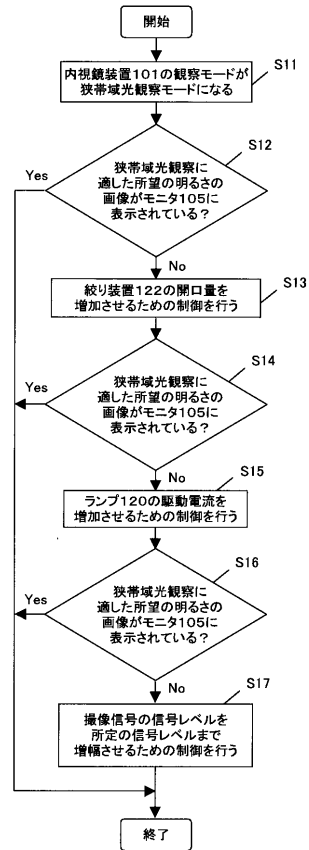 開始
S11
内視鏡装置101の観察モードが
狭帯域光観察モードになる
S12
Yes
狭帯域光観察に
適した所望の明るさの
画像がモニタ105に
表示されている？
No
S13
絞り装置122の開口量を
増加させるための制御を行う
S14
Yes
狭帯域光観察に
適した所望の明るさの
画像がモニタ105に
表示されている？
No
S15
ランプ120の駆動電流を
増加させるための制御を行う
S16
Yes
狭帯域光観察に
適した所望の明るさの
画像がモニタ105に
表示されている？
No
S17
撮像信号の信号レベルを
所定の信号レベルまで
増幅させるための制御を行う
終了